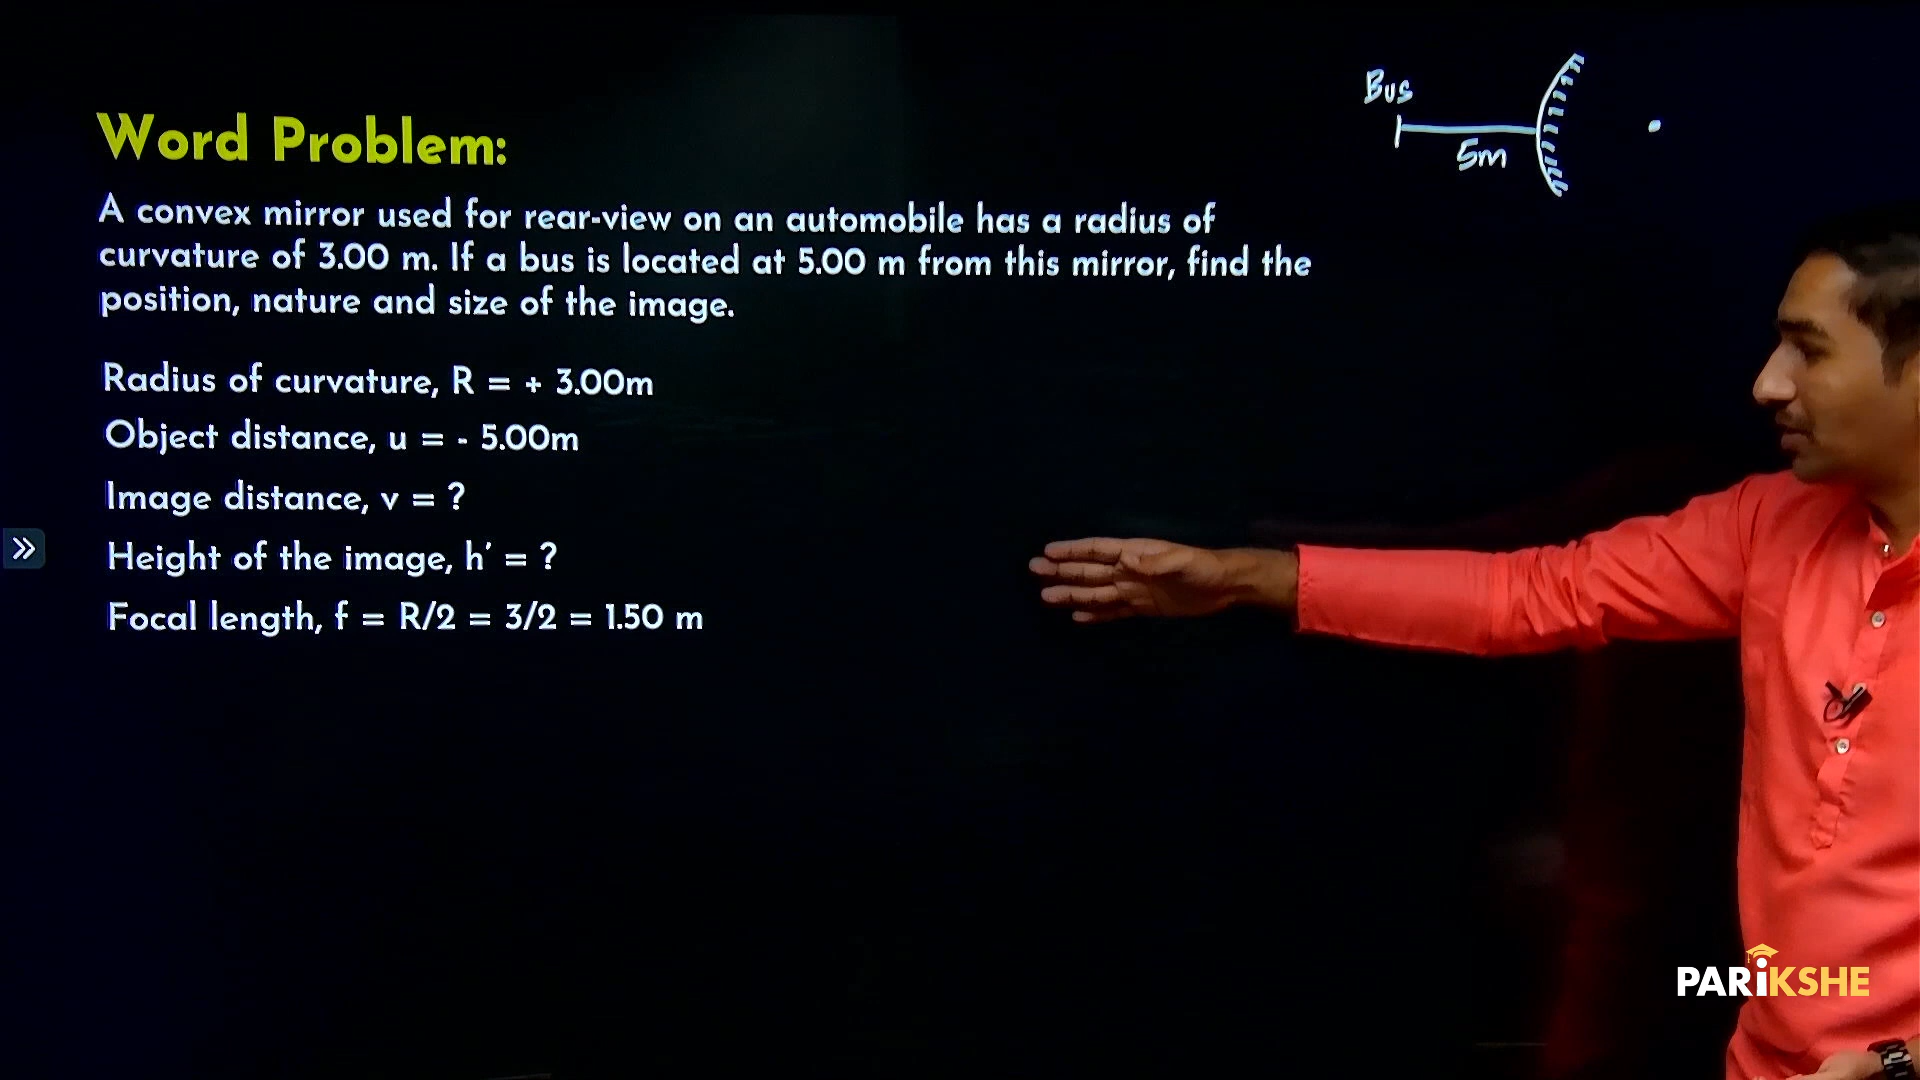 Word Problem:
A convex mirror used for rear-view on an automobile has a radius of
curvature of 3.00 m. If a bus is located at 5.00 m from this mirror, find the
position, nature and size of the image.
Radius of curvature, R = + 3.00m
Object distance, u = - 5.00m
Image distance, v = ?
Height of the image, h′ = ?
Focal length, f = R/2 = 3/2 = 1.50 m
Bus
5m
PARiKSHE